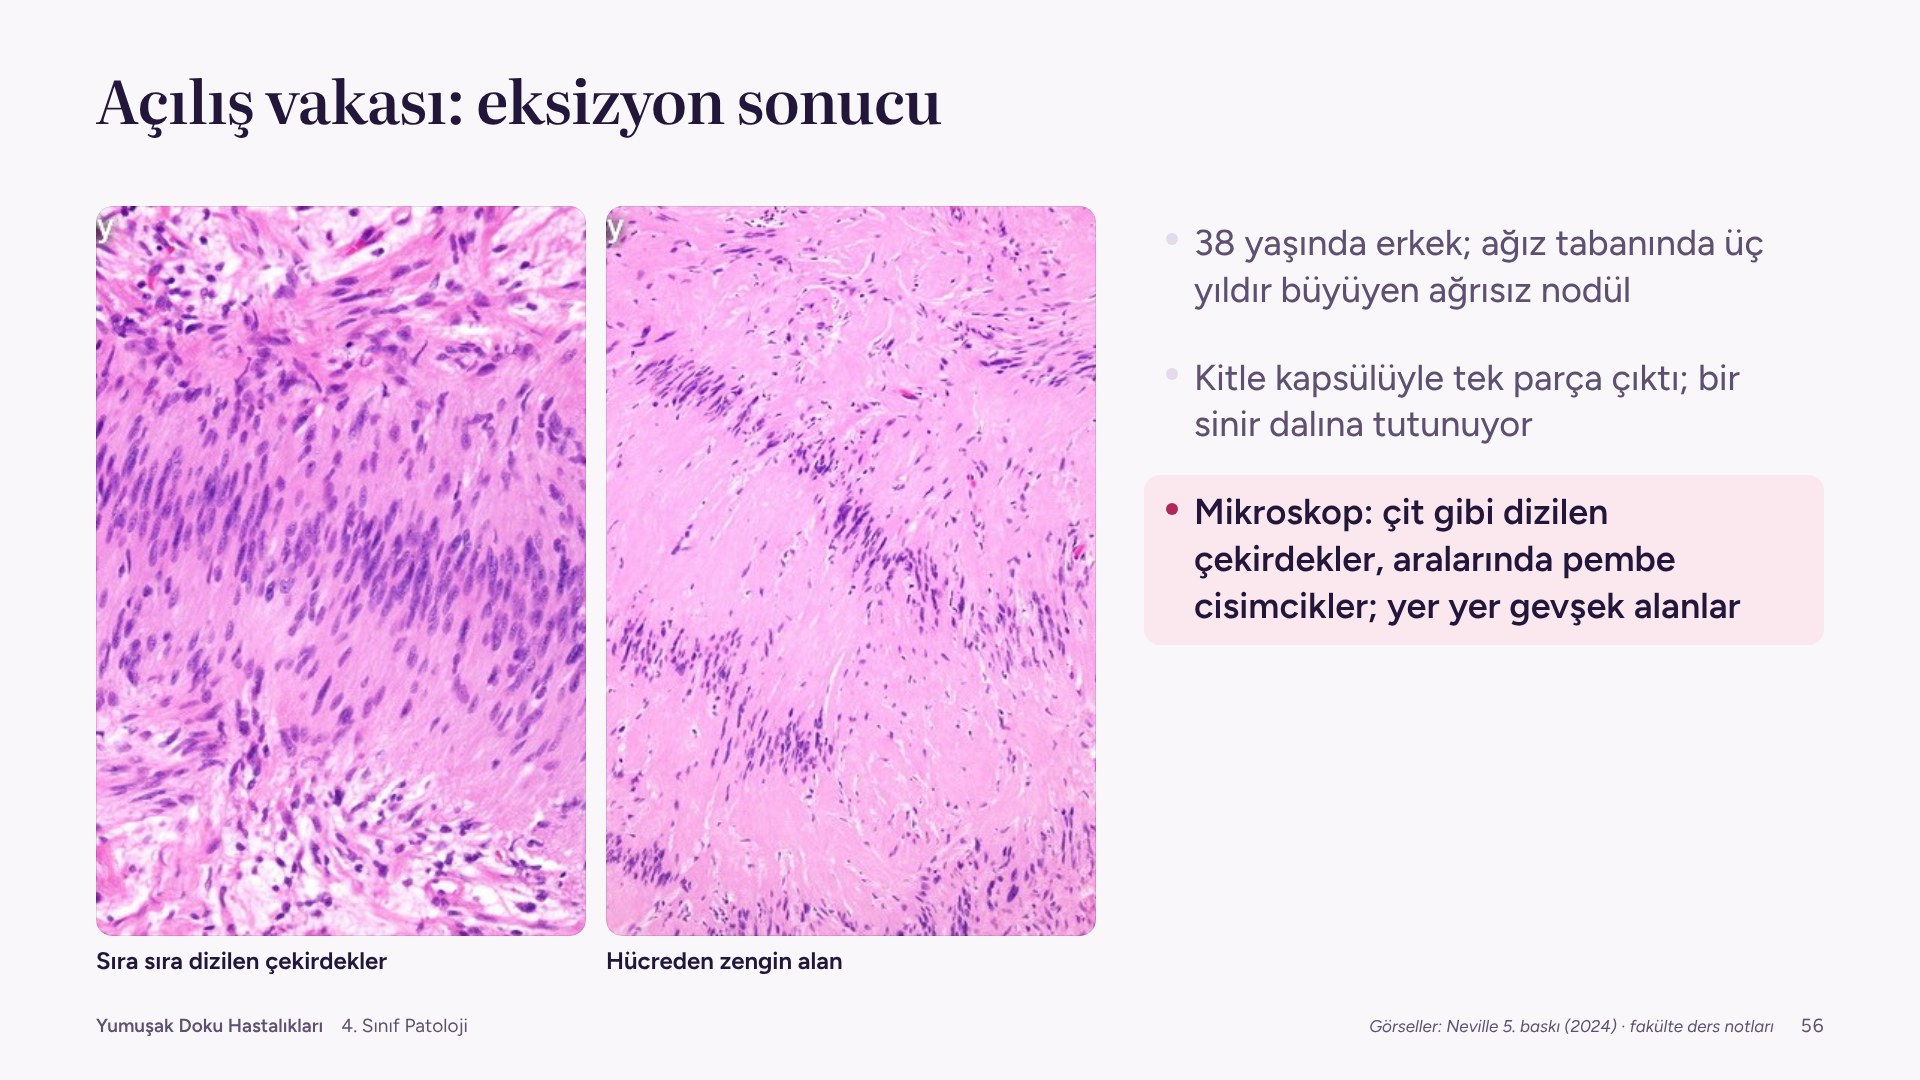 Açılış vakası: eksizyon sonucu
y
y
Sıra sıra dizilen çekirdekler
Hücreden zengin alan
• 38 yaşında erkek; ağız tabanında üç
yıldır büyüyen ağrısız nodül
• Kitle kapsülüyle tek parça çıktı; bir
sinir dalına tutunuyor
• Mikroskop: çit gibi dizilen
çekirdekler, aralarında pembe
cisimcikler; yer yer gevşek alanlar
Yumuşak Doku Hastalıkları 4. Sınıf Patoloji
Görseller: Neville 5. baskı (2024) · fakülte ders notları 56